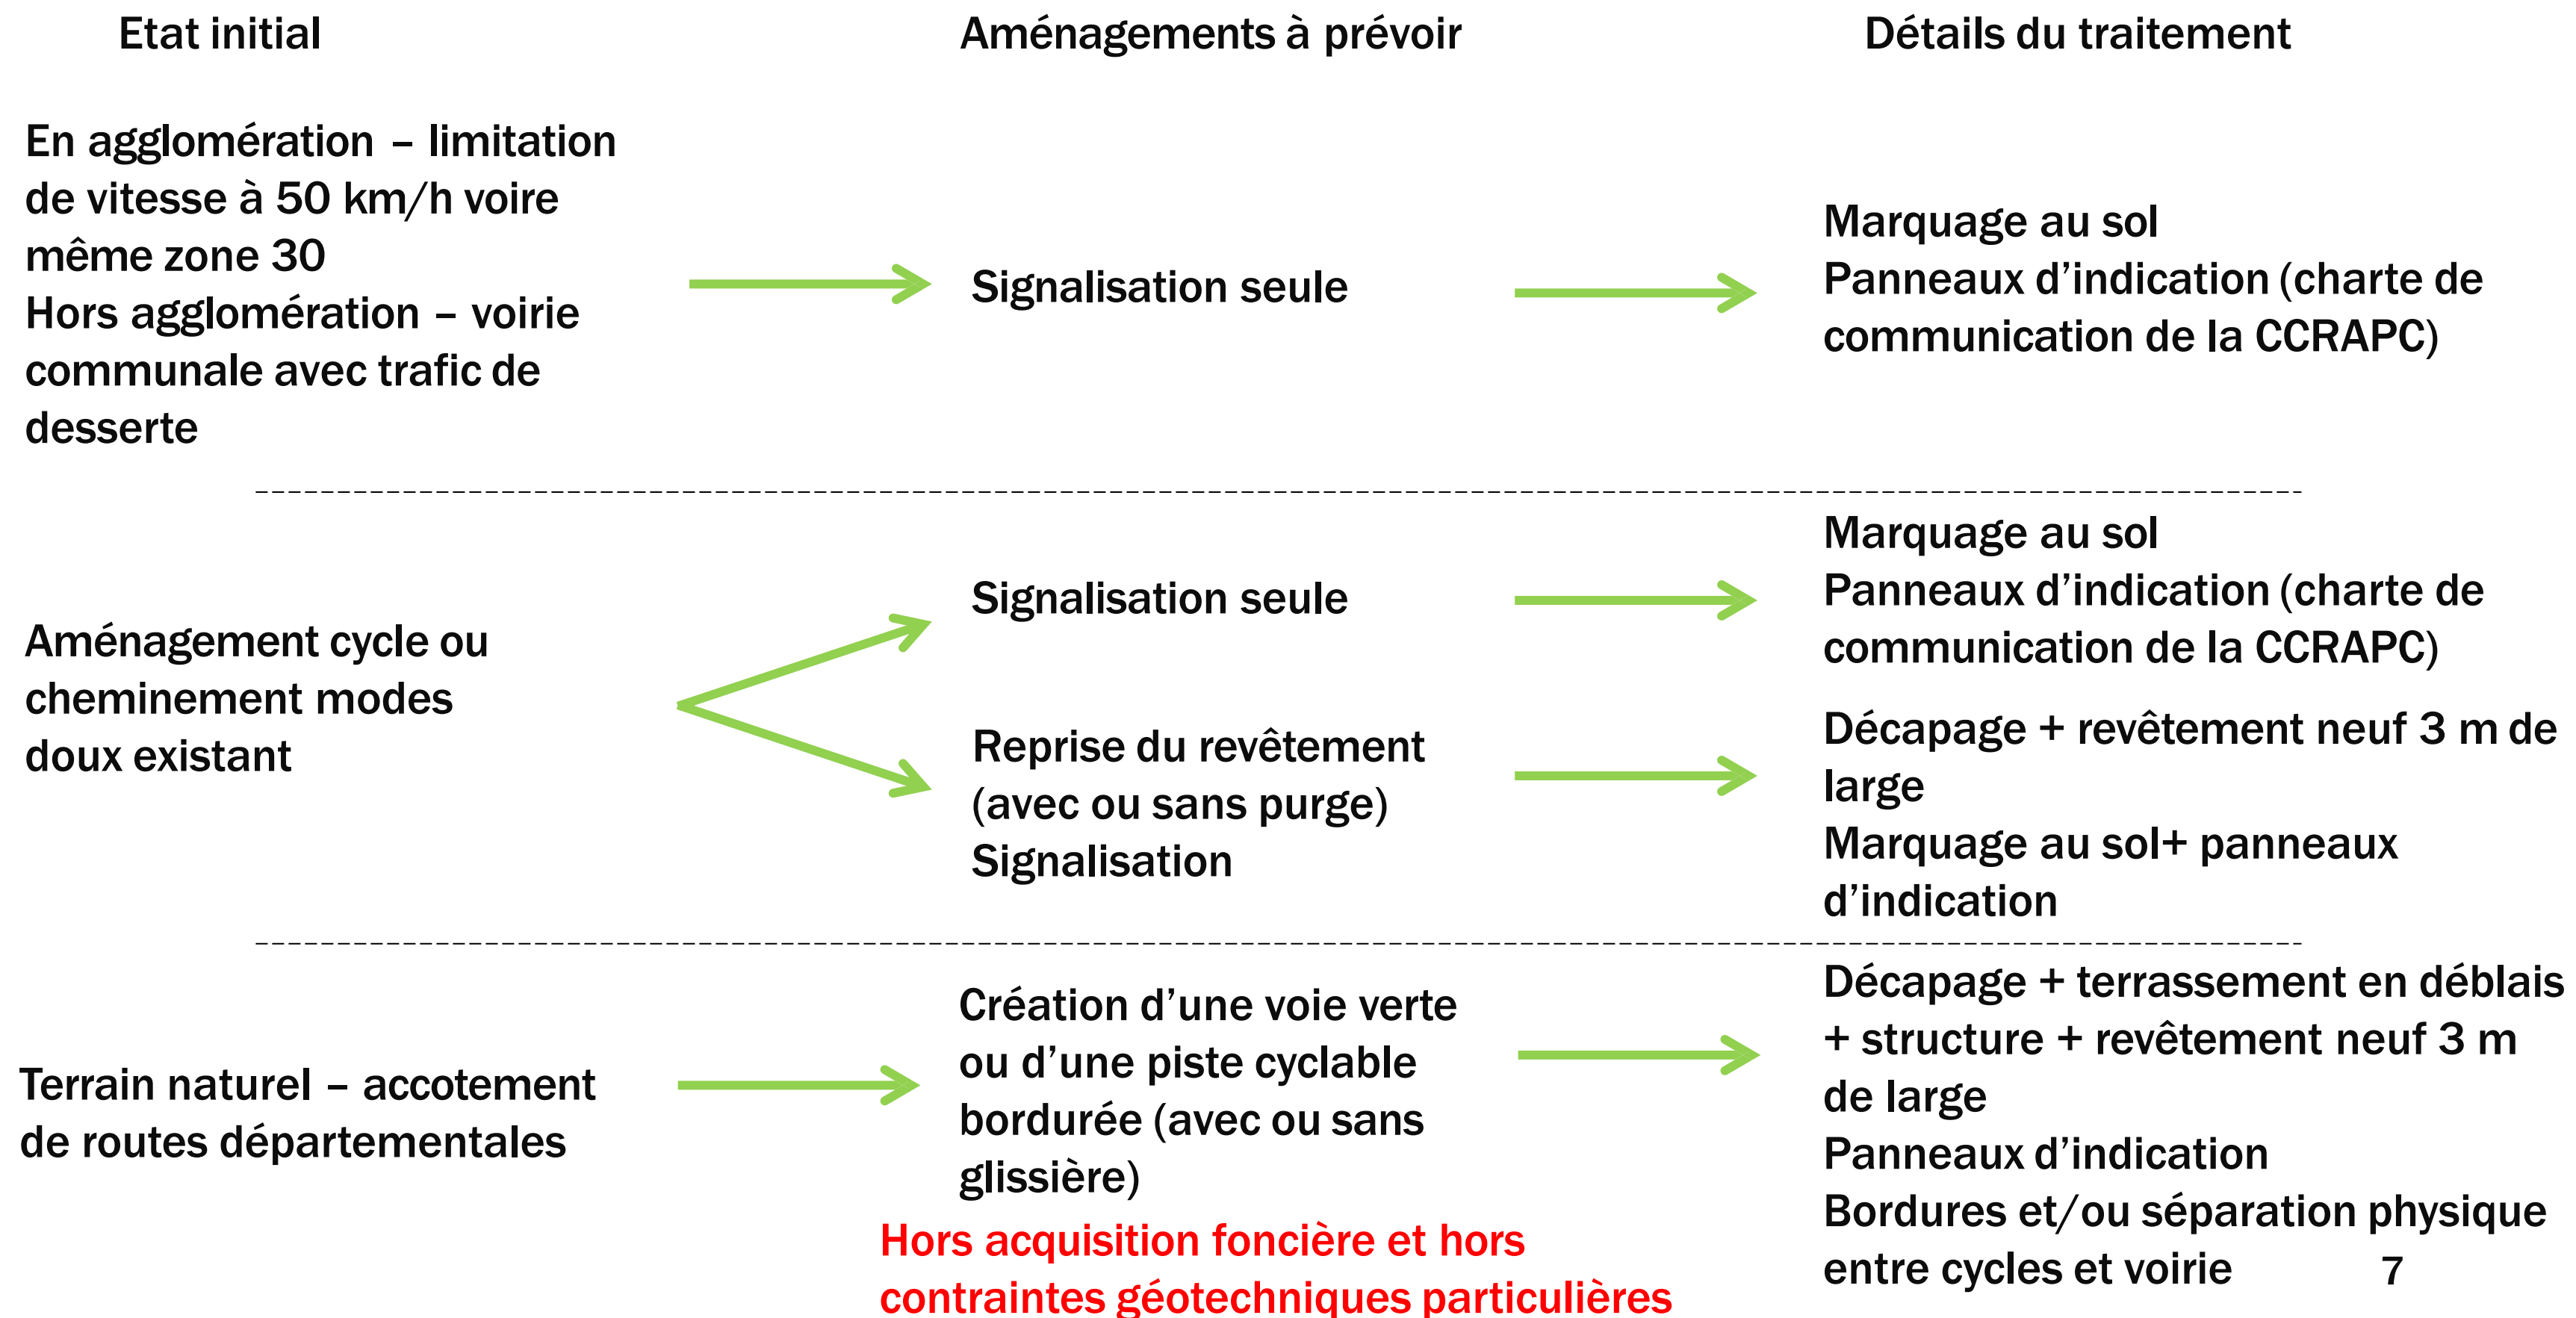 Etat initial
Aménagements à prévoir
Détails du traitement
En agglomération – limitation
de vitesse à 50 km/h voire
même zone 30
Hors agglomération – voirie
communale avec trafic de
desserte
Signalisation seule
Marquage au sol
Panneaux d’indication (charte de
communication de la CCRAPC)
Aménagement cycle ou
cheminement modes
doux existant
Signalisation seule
Marquage au sol
Panneaux d’indication (charte de
communication de la CCRAPC)
Reprise du revêtement
(avec ou sans purge)
Signalisation
Décapage + revêtement neuf 3 m de
large
Marquage au sol+ panneaux
d’indication
Terrain naturel – accotement
de routes départementales
Création d’une voie verte
ou d’une piste cyclable
bordurée (avec ou sans
glissière)
Hors acquisition foncière et hors
contraintes géotechniques particulières
Décapage + terrassement en déblais
+ structure + revêtement neuf 3 m
de large
Panneaux d’indication
Bordures et/ou séparation physique
entre cycles et voirie
7